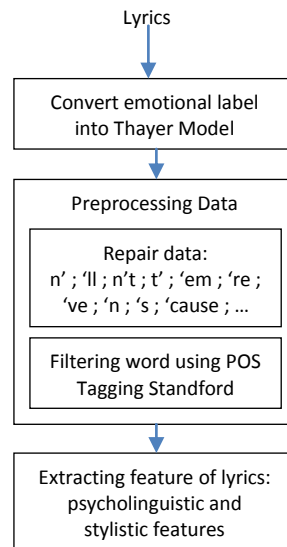 Lyrics
Convert emotional label
into Thayer Model
Preprocessing Data
Repair data:
n’ ; ‘ll ; n’t ; t’ ; ‘em ; ‘re ;
‘ve ; ‘n ; ‘s ; ‘cause ; …
Filtering word using POS
Tagging Standford
Extracting feature of lyrics:
psycholinguistic and
stylistic features